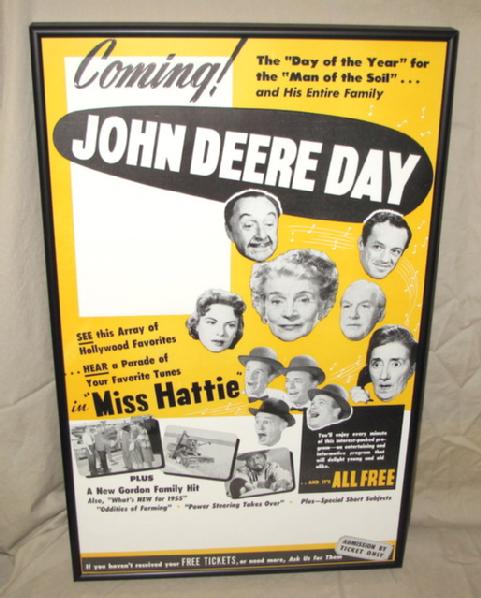 Coming!
The "Day of the Year" for
the "Man of the Soil" . . .
and His Entire Family
JOHN DEERE DAY
SEE this Array of
Hollywood Favorites
. . . HEAR a Parade of
Your Favorite Tunes
in "Miss Hattie"
You'll enjoy every minute
of this interest-packed pro-
gram—an entertaining and
informative program that
will delight young and old
alike.
. . . AND IT'S ALL FREE
PLUS
A New Gordon Family Hit
Also, "What's NEW for 1955"
"Oddities of Farming" · "Power Steering Takes Over" · Plus—Special Short Subjects
ADMISSION BY
TICKET ONLY
If you haven't received your FREE TICKETS, or need more, Ask Us for Them